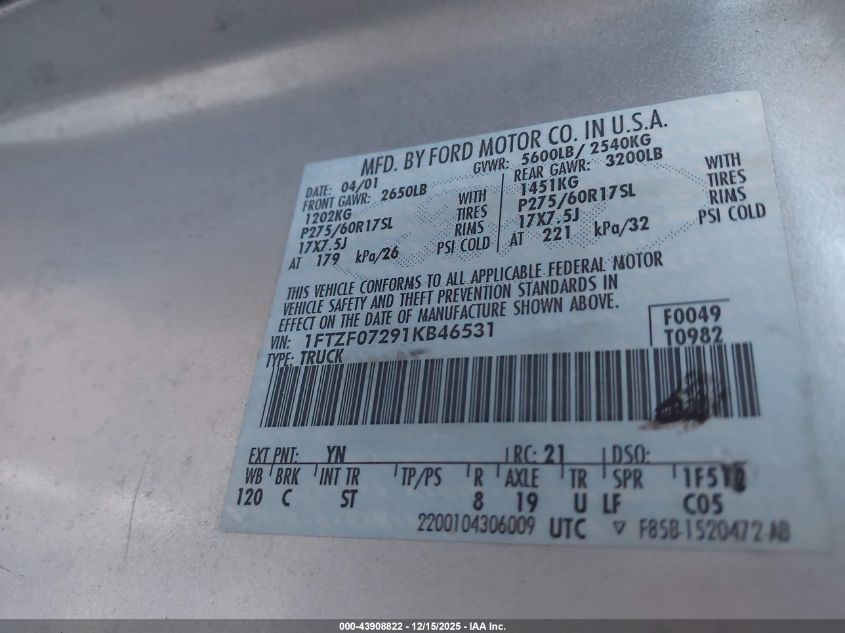 MFD. BY FORD MOTOR CO. IN U.S.A.
DATE: 04/01 GVWR: 5600LB/ 2540KG
FRONT GAWR: 2650LB REAR GAWR: 3200LB
1202KG WITH 1451KG WITH
P275/60R17SL TIRES P275/60R17SL TIRES
17X7.5J RIMS 17X7.5J RIMS
AT 179 kPa/26 PSI COLD AT 221 kPa/32 PSI COLD
THIS VEHICLE CONFORMS TO ALL APPLICABLE FEDERAL MOTOR
VEHICLE SAFETY AND THEFT PREVENTION STANDARDS IN
EFFECT ON THE DATE OF MANUFACTURE SHOWN ABOVE.
VIN: 1FTZF07291KB46531 F0049
TYPE: TRUCK T0982
EXT PNT: YN RC: 21 DSO:
WB BRK INT TR TP/PS R AXLE TR SPR
120 C ST 8 19 U LF C05
2200104306009 UTC ▽ F85B-1520472-AB
000-43908822 - 12/15/2025 - IAA Inc.